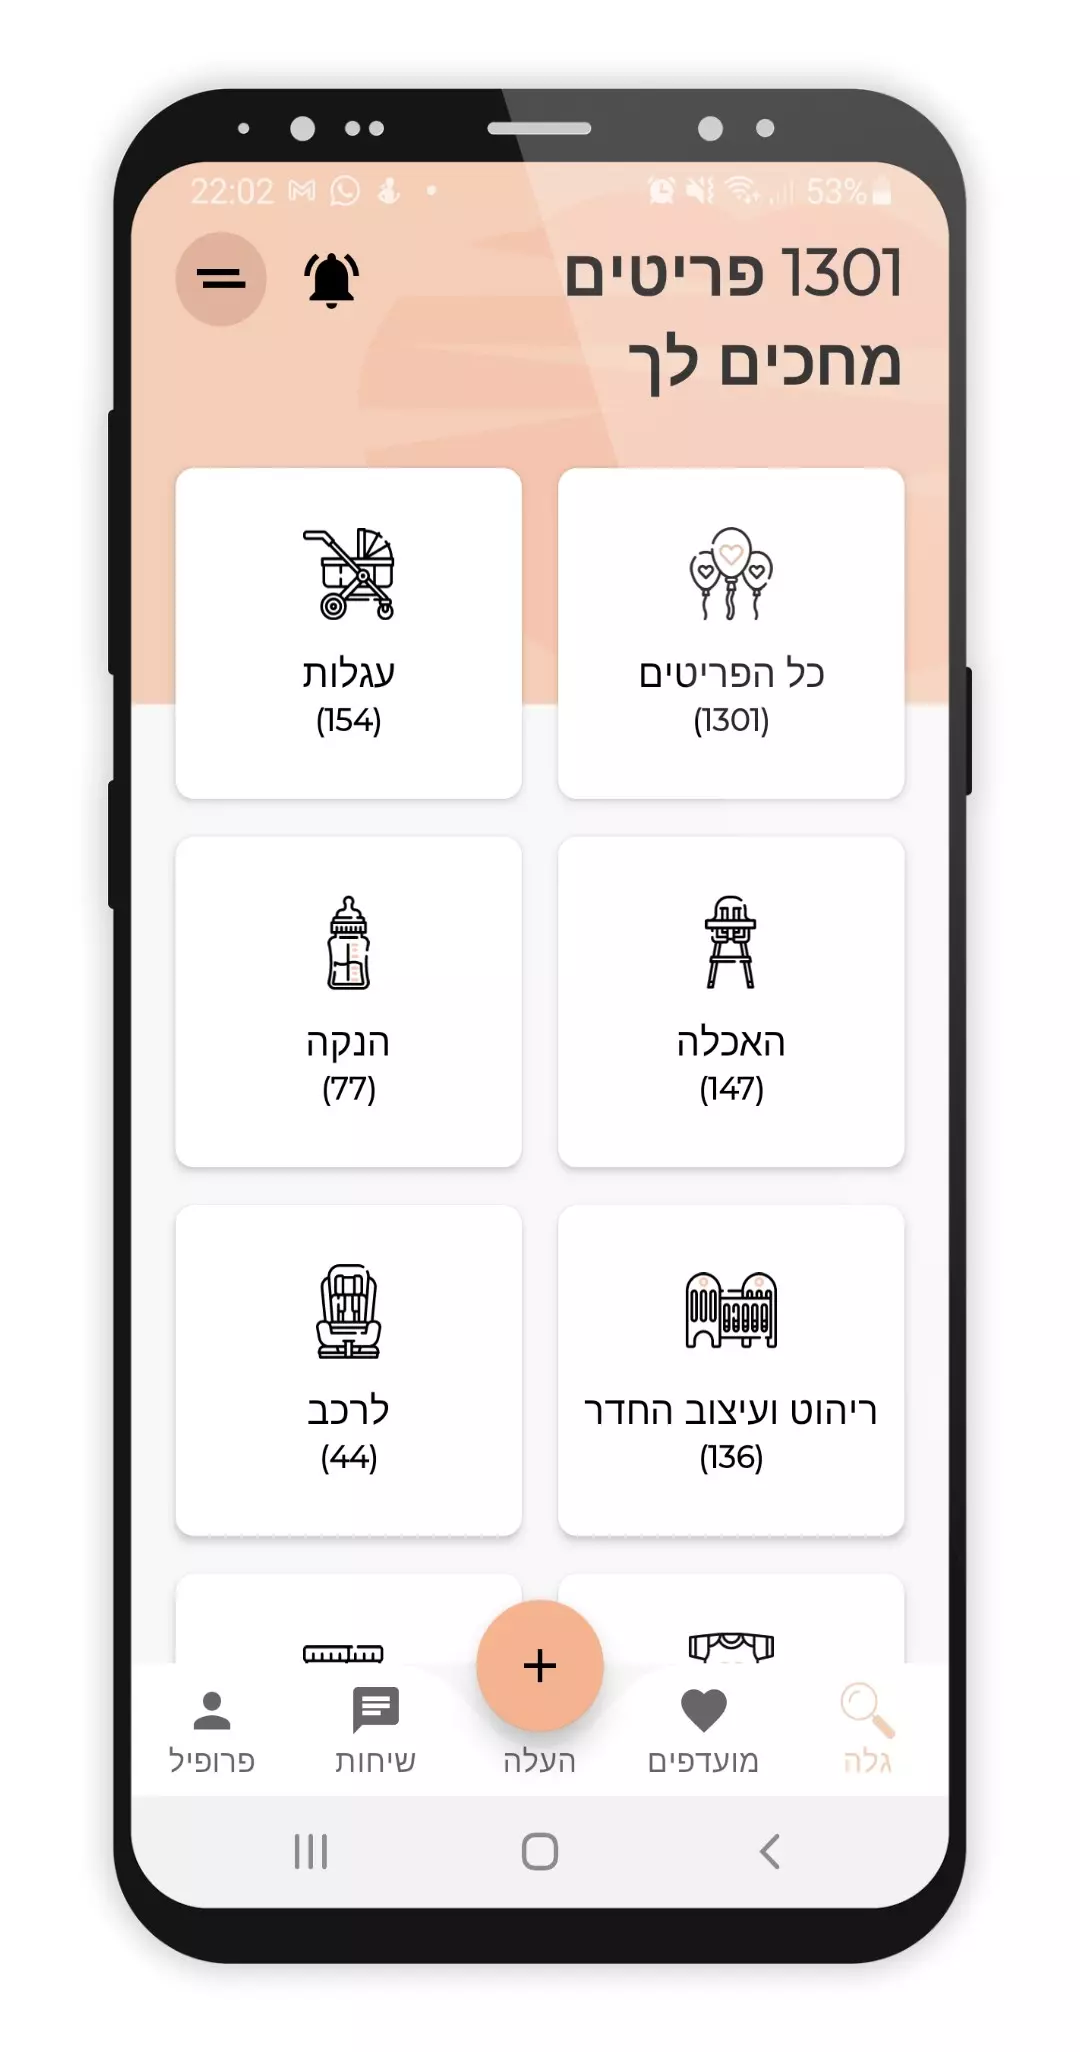 22:02
53%
1301 פריטים
מחכים לך
כל הפריטים
(1301)
עגלות
(154)
האכלה
(147)
הנקה
(77)
ריהוט ועיצוב החדר
(136)
לרכב
(44)
גלה
מועדפים
העלה
שיחות
פרופיל